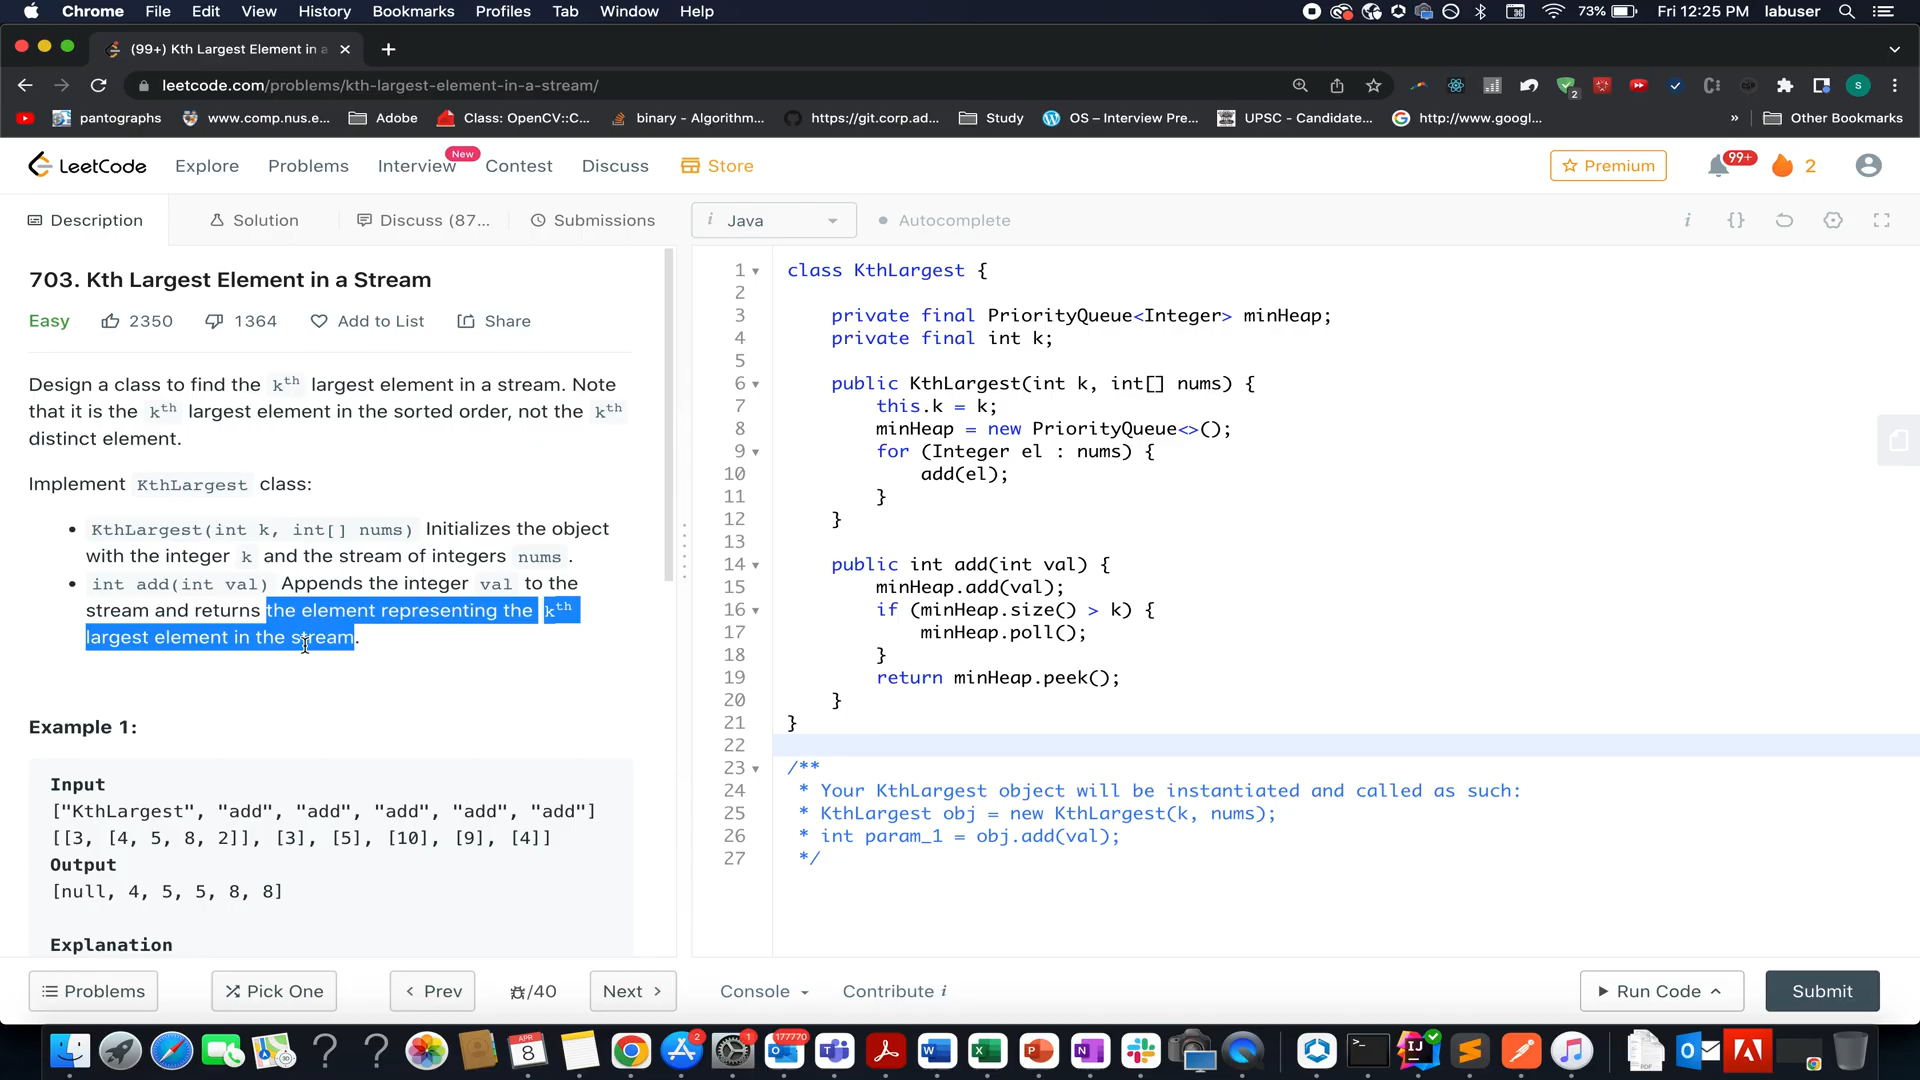 Chrome File Edit View History Bookmarks Profiles Tab Window Help 73% Fri 12:25 PM labuser
(99+) Kth Largest Element in a
leetcode.com/problems/kth-largest-element-in-a-stream/
pantographs www.comp.nus.e... Adobe Class: OpenCV::C... binary - Algorithm... https://git.corp.ad... Study OS – Interview Pre... UPSC - Candidate... http://www.googl... » Other Bookmarks
LeetCode Explore Problems Interview New Contest Discuss Store Premium 99+ 2
Description Solution Discuss (87... Submissions
i Java Autocomplete
703. Kth Largest Element in a Stream
Easy 2350 1364 Add to List Share
Design a class to find the kth largest element in a stream. Note
that it is the kth largest element in the sorted order, not the kth
distinct element.
Implement KthLargest class:
• KthLargest(int k, int[] nums) Initializes the object
with the integer k and the stream of integers nums .
• int add(int val) Appends the integer val to the
stream and returns the element representing the kth
largest element in the stream.
Example 1:
Input
["KthLargest", "add", "add", "add", "add", "add"]
[[3, [4, 5, 8, 2]], [3], [5], [10], [9], [4]]
Output
[null, 4, 5, 5, 8, 8]
Explanation
1 class KthLargest {
2
3 private final PriorityQueue<Integer> minHeap;
4 private final int k;
5
6 public KthLargest(int k, int[] nums) {
7 this.k = k;
8 minHeap = new PriorityQueue<>();
9 for (Integer el : nums) {
10 add(el);
11 }
12 }
13
14 public int add(int val) {
15 minHeap.add(val);
16 if (minHeap.size() > k) {
17 minHeap.poll();
18 }
19 return minHeap.peek();
20 }
21 }
22
23 /**
24 * Your KthLargest object will be instantiated and called as such:
25 * KthLargest obj = new KthLargest(k, nums);
26 * int param_1 = obj.add(val);
27 */
Problems Pick One < Prev /40 Next > Console Contribute i Run Code Submit